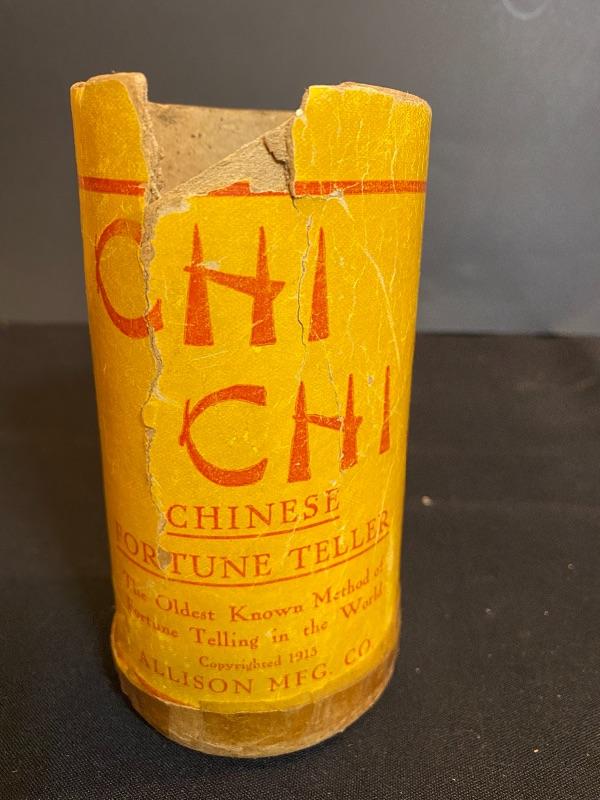 CHI
CHI
CHINESE
FORTUNE TELLER
The Oldest Known Method of
Fortune Telling in the World
Copyrighted 1915
ALLISON MFG. CO.